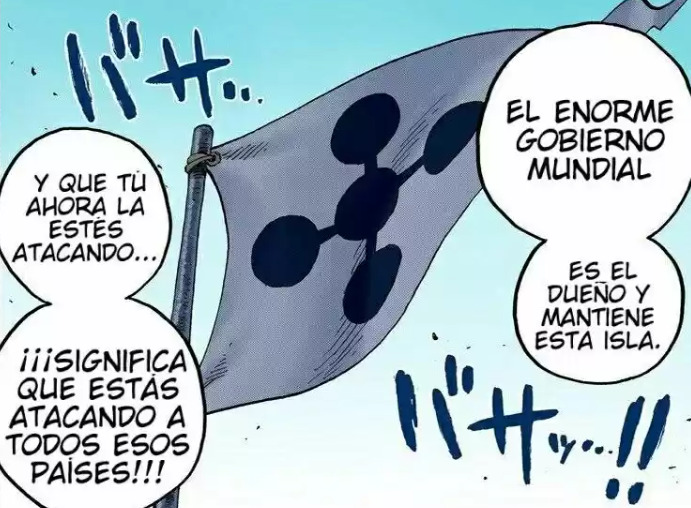 EL ENORME
GOBIERNO
MUNDIAL
ES EL
DUEÑO Y
MANTIENE
ESTA ISLA.
バサッ...
Y QUE TÚ
AHORA LA
ESTÉS
ATACANDO...
¡¡¡SIGNIFICA
QUE ESTÁS
ATACANDO A
TODOS ESOS
PAÍSES!!!
バサッ...!!